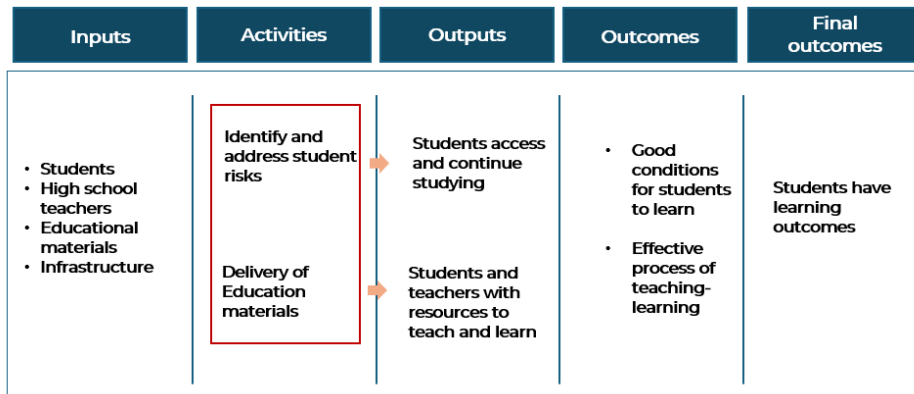 Inputs
Activities
Outputs
Outcomes
Final
outcomes
• Students
• High school
teachers
• Educational
materials
• Infrastructure
Identify and
address student
risks
Delivery of
Education
materials
Students access
and continue
studying
Students and
teachers with
resources to
teach and learn
• Good
conditions
for students
to learn
• Effective
process of
teaching-
learning
Students have
learning
outcomes